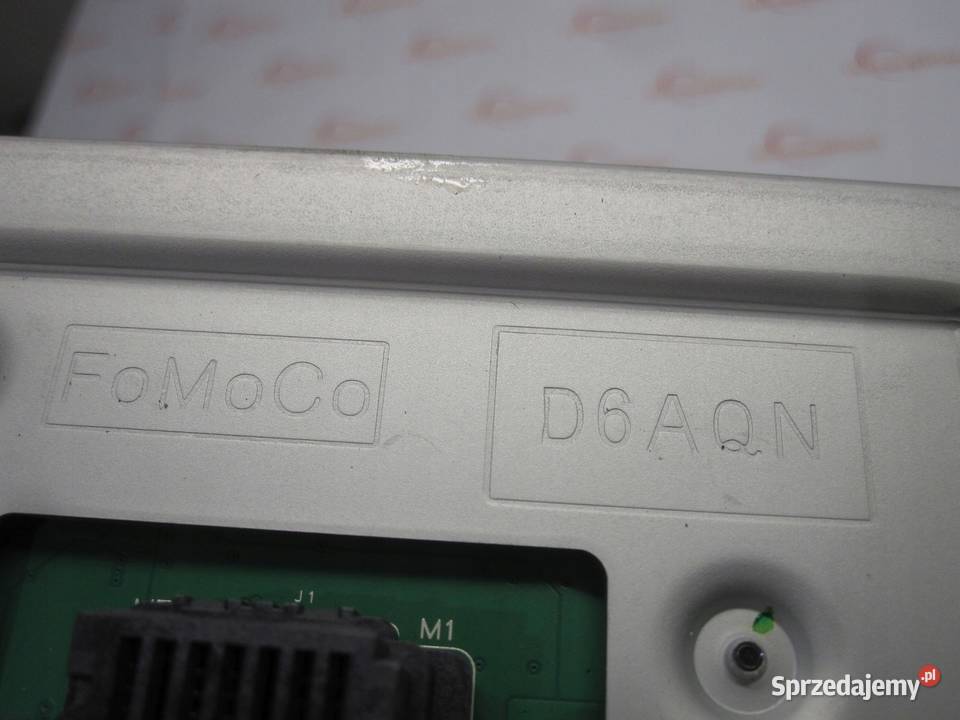 FoMoCo
D6AQN
J1
M1
Sprzedajemy.pl